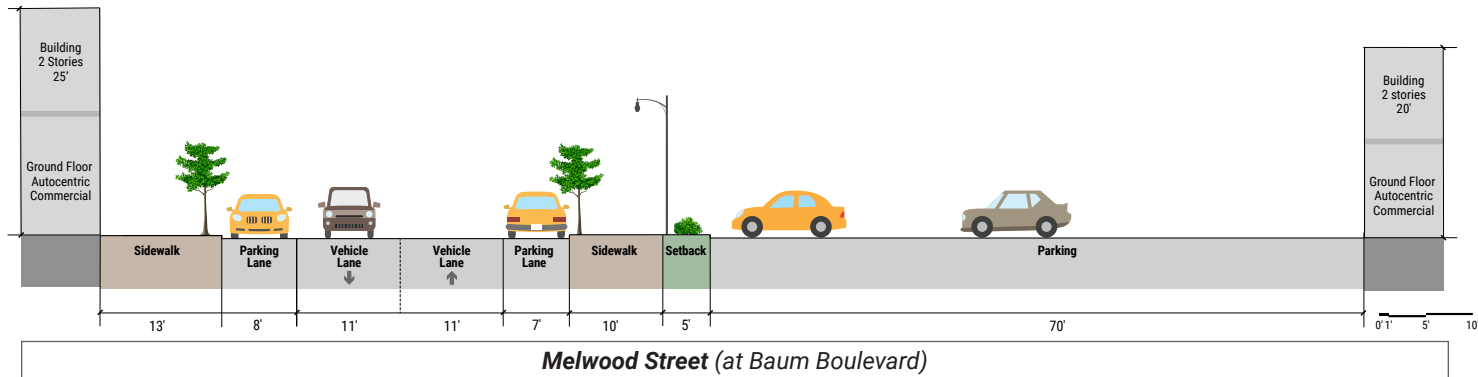 Building
2 Stories
25'
Ground Floor
Autocentric
Commercial
Building
2 stories
20'
Ground Floor
Autocentric
Commercial
Sidewalk
Parking
Lane
Vehicle
Lane
Vehicle
Lane
Parking
Lane
Sidewalk
Setback
Parking
13'
8'
11'
11'
7'
10'
5'
70'
0' 1' 5' 10'
Melwood Street (at Baum Boulevard)